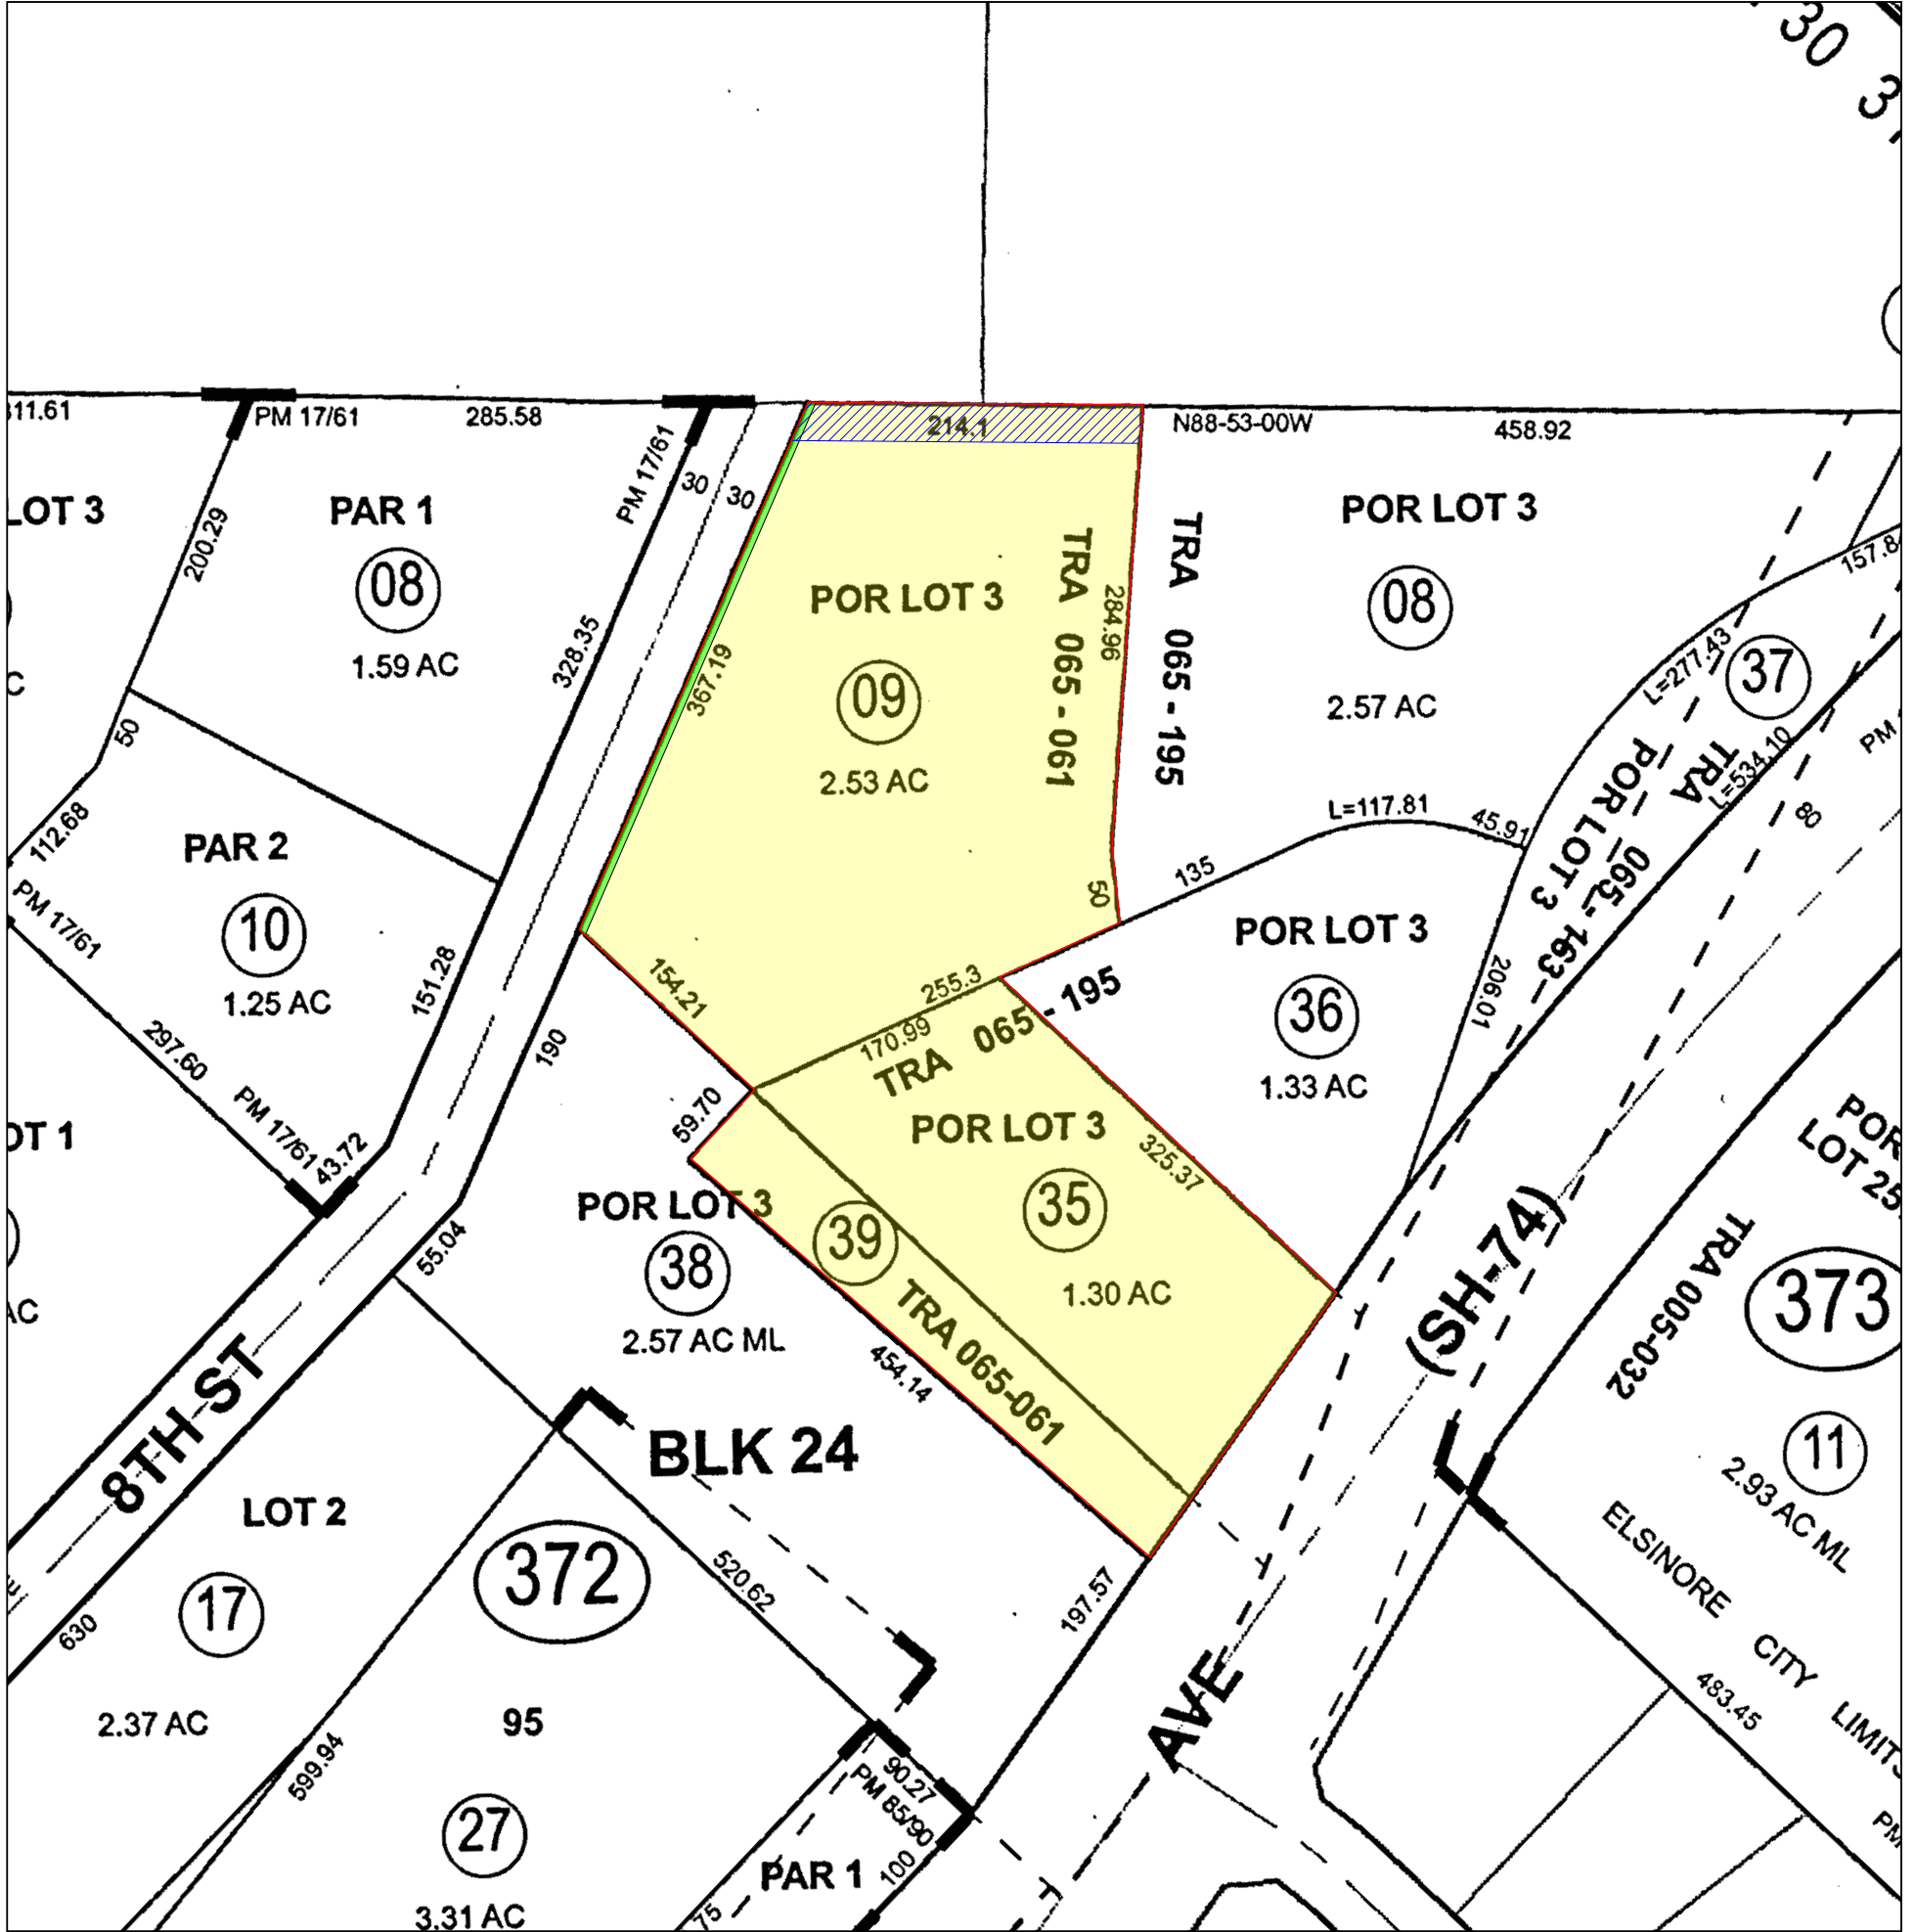 30
3
311.61
PM 17/61
285.58
214.1
N88-53-00W
458.92
PM 17/61
30
30
LOT 3
PAR 1
08
1.59 AC
200.29
328.35
367.19
50
112.68
C
POR LOT 3
09
2.53 AC
TRA 065 - 061
284.96
50
TRA 065 - 195
POR LOT 3
08
2.57 AC
157.8
L=277.43
37
PM
L=534.10
80
TRA 065 - 163
POR LOT 3
L=117.81
45.91
135
206.01
PAR 2
10
1.25 AC
PM 17/61
151.28
190
297.60
PM 17/61
43.72
154.21
255.3
170.99
TRA 065 - 195
POR LOT 3
36
1.33 AC
59.70
POR LOT 3
35
1.30 AC
325.37
39
TRA 065-061
454.14
POR LOT 3
38
2.57 AC ML
55.04
OT 1
AC
8TH ST
BLK 24
(SH-74)
POR
LOT 25
TRA 005-032
373
11
2.93 AC ML
LOT 2
17
2.37 AC
630
372
520.62
197.57
ELSINORE CITY LIMITS
483.45
PM
AVE
95
27
3.31 AC
599.94
90.27
PM 85/90
PAR 1
100
75